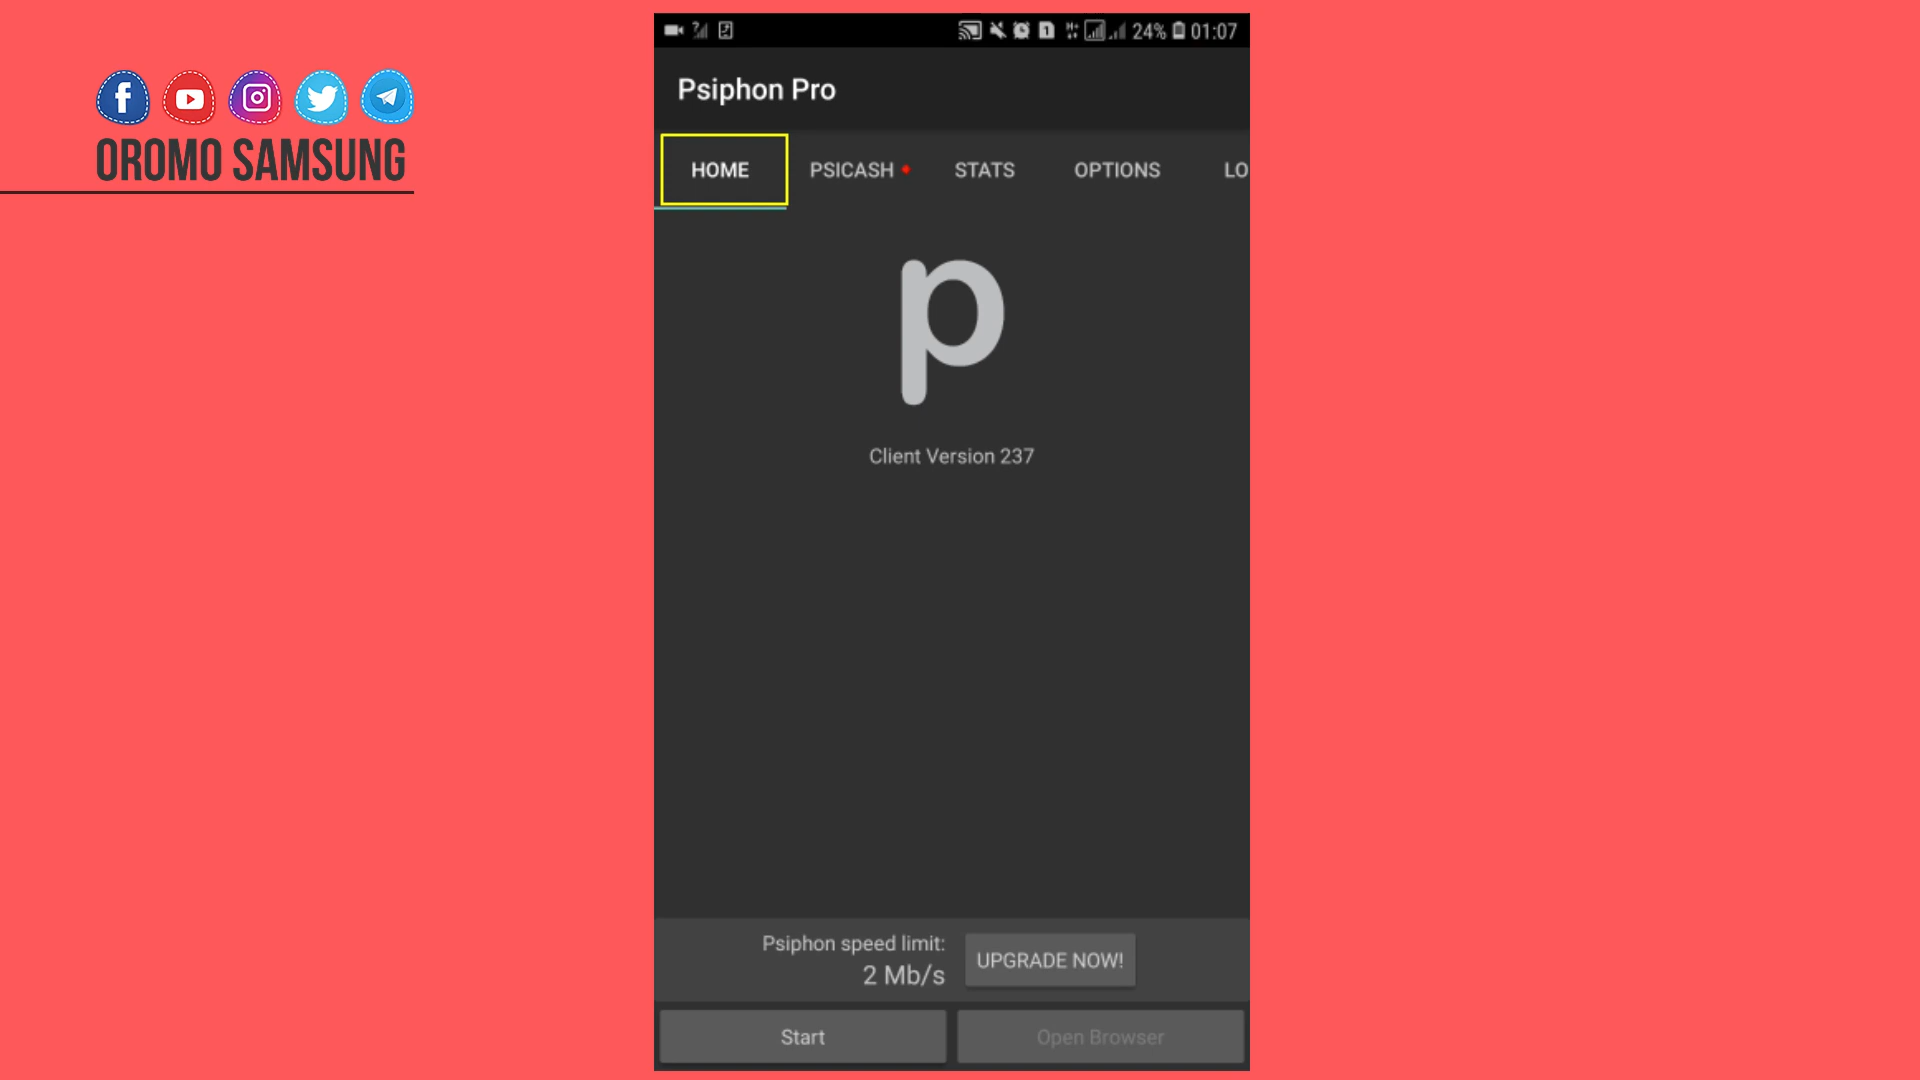 OROMO SAMSUNG
24% 01:07
Psiphon Pro
HOME PSICASH STATS OPTIONS LO
p
Client Version 237
Psiphon speed limit:
2 Mb/s
UPGRADE NOW!
Start Open Browser